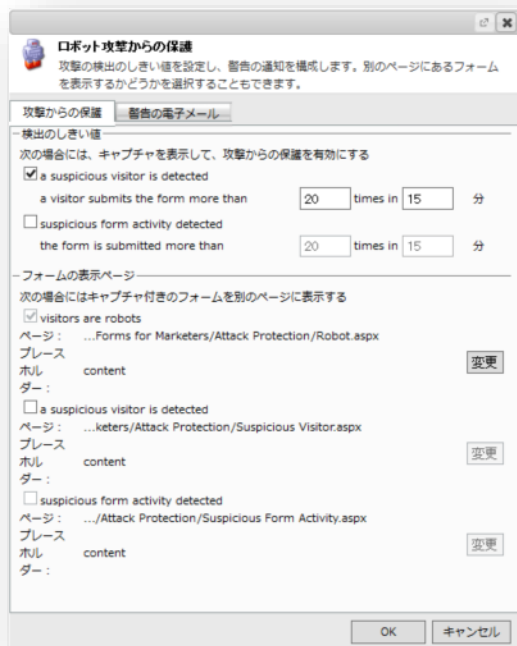 ロボット攻撃からの保護
攻撃の検出のしきい値を設定し、警告の通知を構成します。別のページにあるフォーム
を表示するかどうかを選択することもできます。
攻撃からの保護 警告の電子メール
検出のしきい値
次の場合には、キャプチャを表示して、攻撃からの保護を有効にする
a suspicious visitor is detected
a visitor submits the form more than 20 times in 15 分
suspicious form activity detected
the form is submitted more than 20 times in 15 分
フォームの表示ページ
次の場合にはキャプチャ付きのフォームを別のページに表示する
visitors are robots
ページ： ...Forms for Marketers/Attack Protection/Robot.aspx
プレース
ホル content 変更
ダー：
a suspicious visitor is detected
ページ： ...keters/Attack Protection/Suspicious Visitor.aspx
プレース
ホル content 変更
ダー：
suspicious form activity detected
ページ： .../Attack Protection/Suspicious Form Activity.aspx
プレース
ホル content 変更
ダー：
OK キャンセル